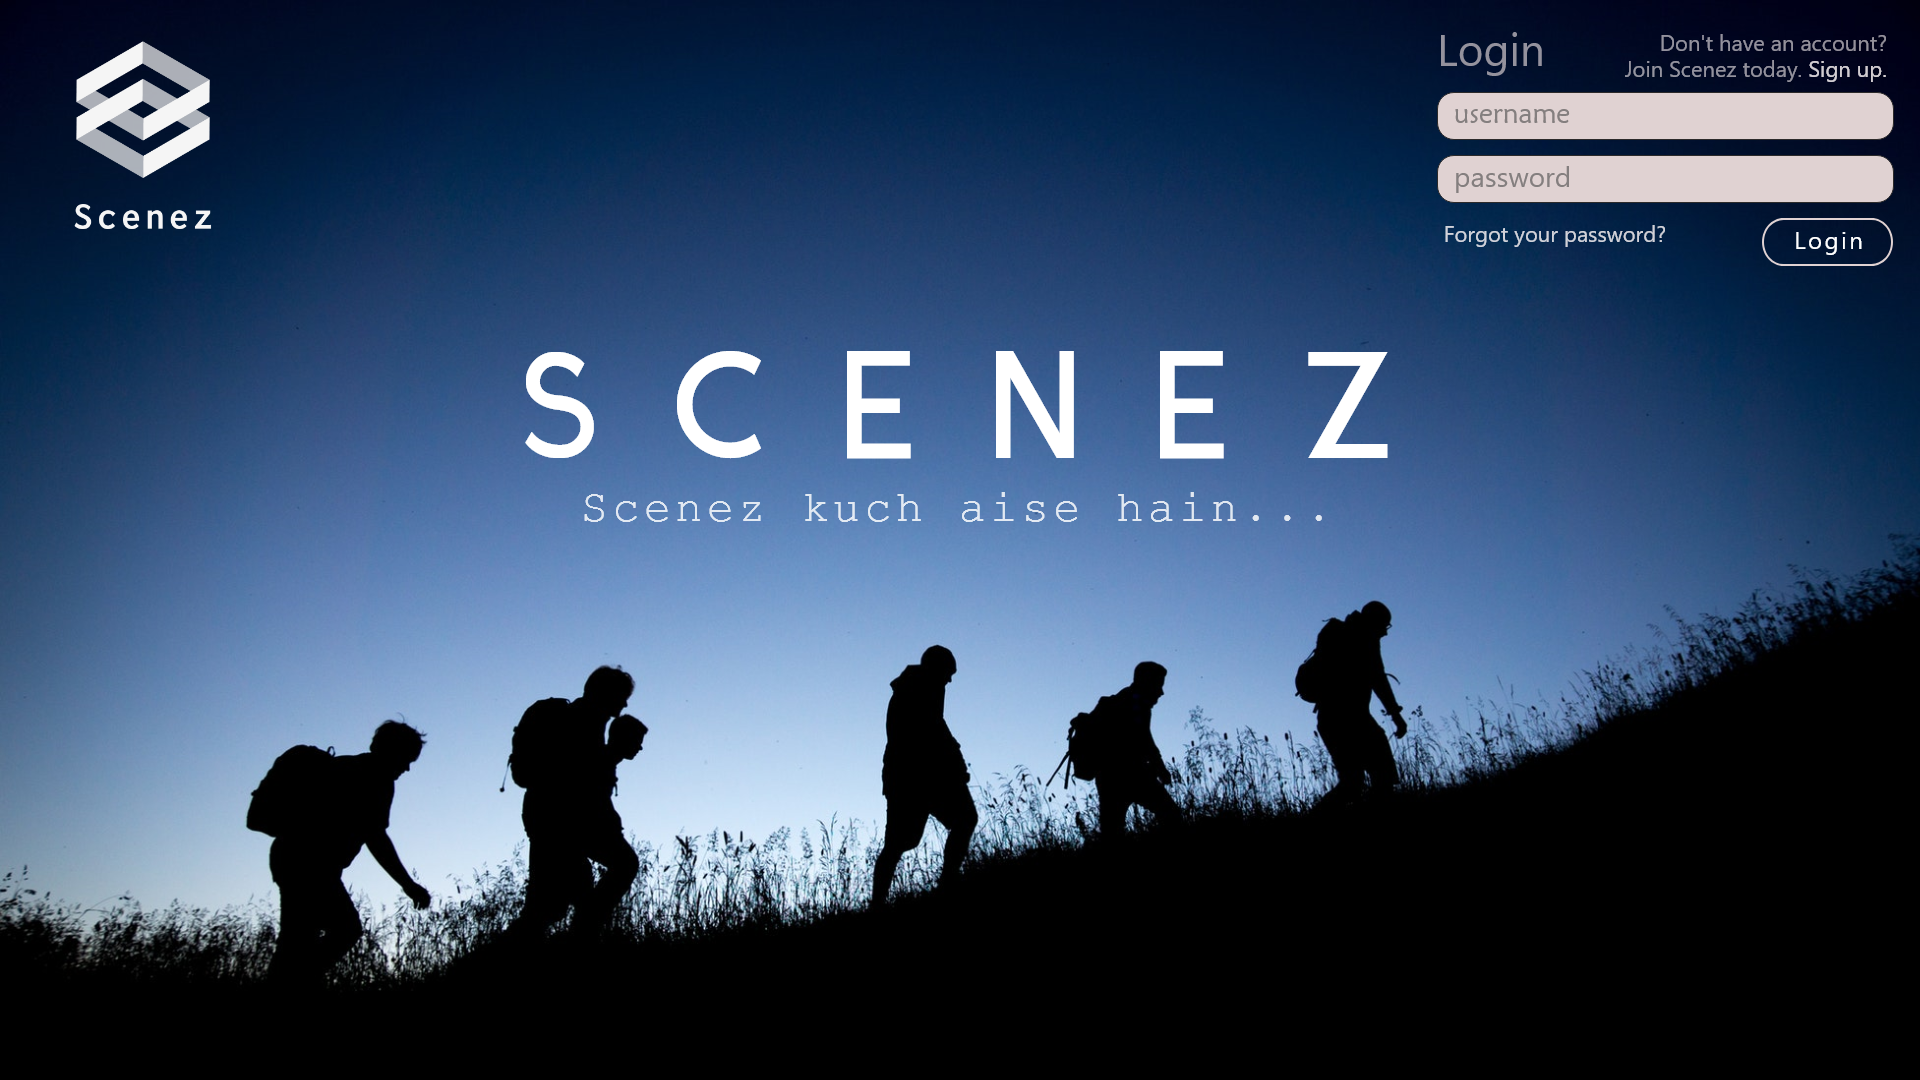 Scenez
Login
Don't have an account?
Join Scenez today. Sign up.
username
password
Forgot your password?
Login
SCENEZ
Scenez kuch aise hain...